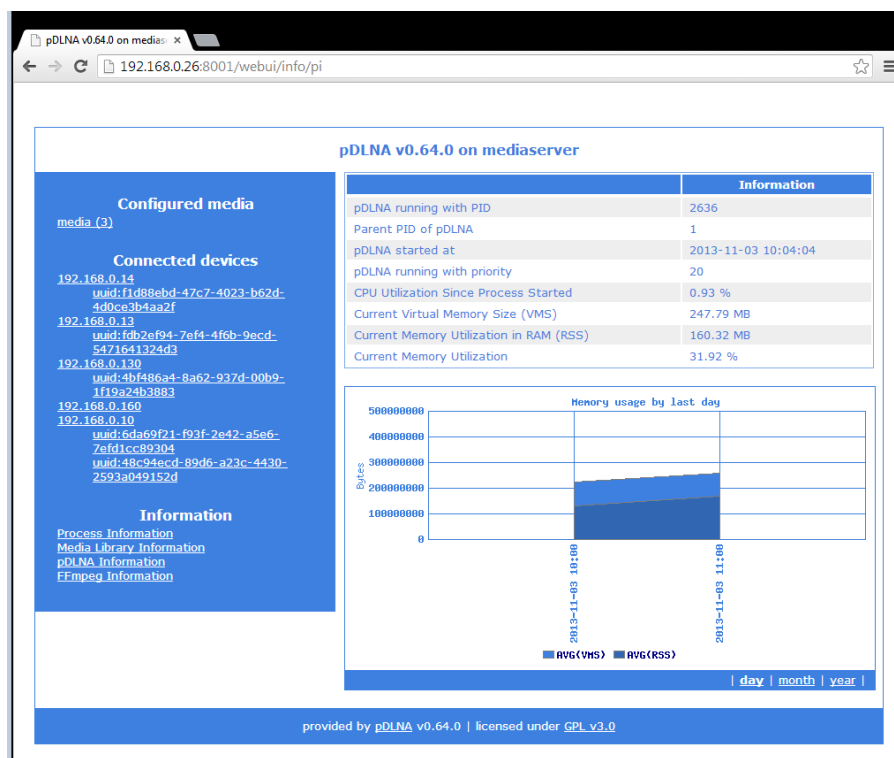 pDLNA v0.64.0 on medias
192.168.0.26:8001/webui/info/pi
pDLNA v0.64.0 on mediaserver
Configured media
media (3)
Connected devices
192.168.0.14
uuid:f1d88ebd-47c7-4023-b62d-
4d0ce3b4aa2f
192.168.0.13
uuid:fdb2ef94-7ef4-4f6b-9ecd-
5471641324d3
192.168.0.130
uuid:4bf486a4-8a62-937d-00b9-
1f19a24b3883
192.168.0.160
192.168.0.10
uuid:6da69f21-f93f-2e42-a5e6-
7efd1cc89304
uuid:48c94ecd-89d6-a23c-4430-
2593a049152d
Information
Process Information
Media Library Information
pDLNA Information
FFmpeg Information
Information
pDLNA running with PID 2636
Parent PID of pDLNA 1
pDLNA started at 2013-11-03 10:04:04
pDLNA running with priority 20
CPU Utilization Since Process Started 0.93 %
Current Virtual Memory Size (VMS) 247.79 MB
Current Memory Utilization in RAM (RSS) 160.32 MB
Current Memory Utilization 31.92 %
Memory usage by last day
Bytes
500000000
400000000
300000000
200000000
100000000
0
2013-11-03 10:00
2013-11-03 11:00
AVG(VMS) AVG(RSS)
| day | month | year |
provided by pDLNA v0.64.0 | licensed under GPL v3.0